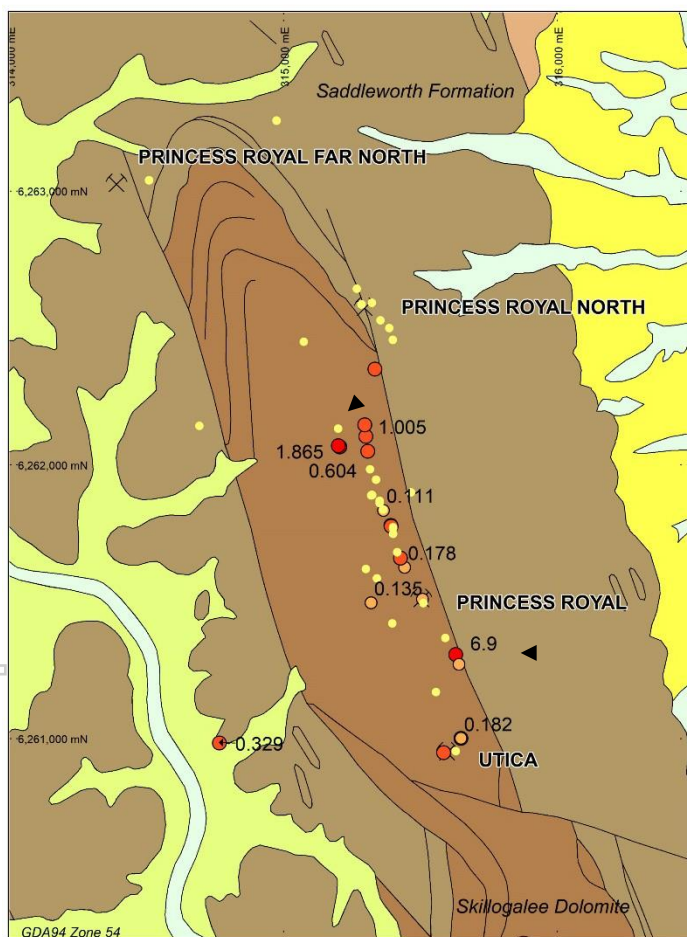 314,000 mE
315,000 mE
316,000 mE
Saddleworth Formation
PRINCESS ROYAL FAR NORTH
6,263,000 mN
PRINCESS ROYAL NORTH
1.005
1.865
0.604
6,262,000 mN
0.111
0.178
0.135
PRINCESS ROYAL
6.9
0.182
6,261,000 mN
0.329
UTICA
Skillogalee Dolomite
GDA94 Zone 54